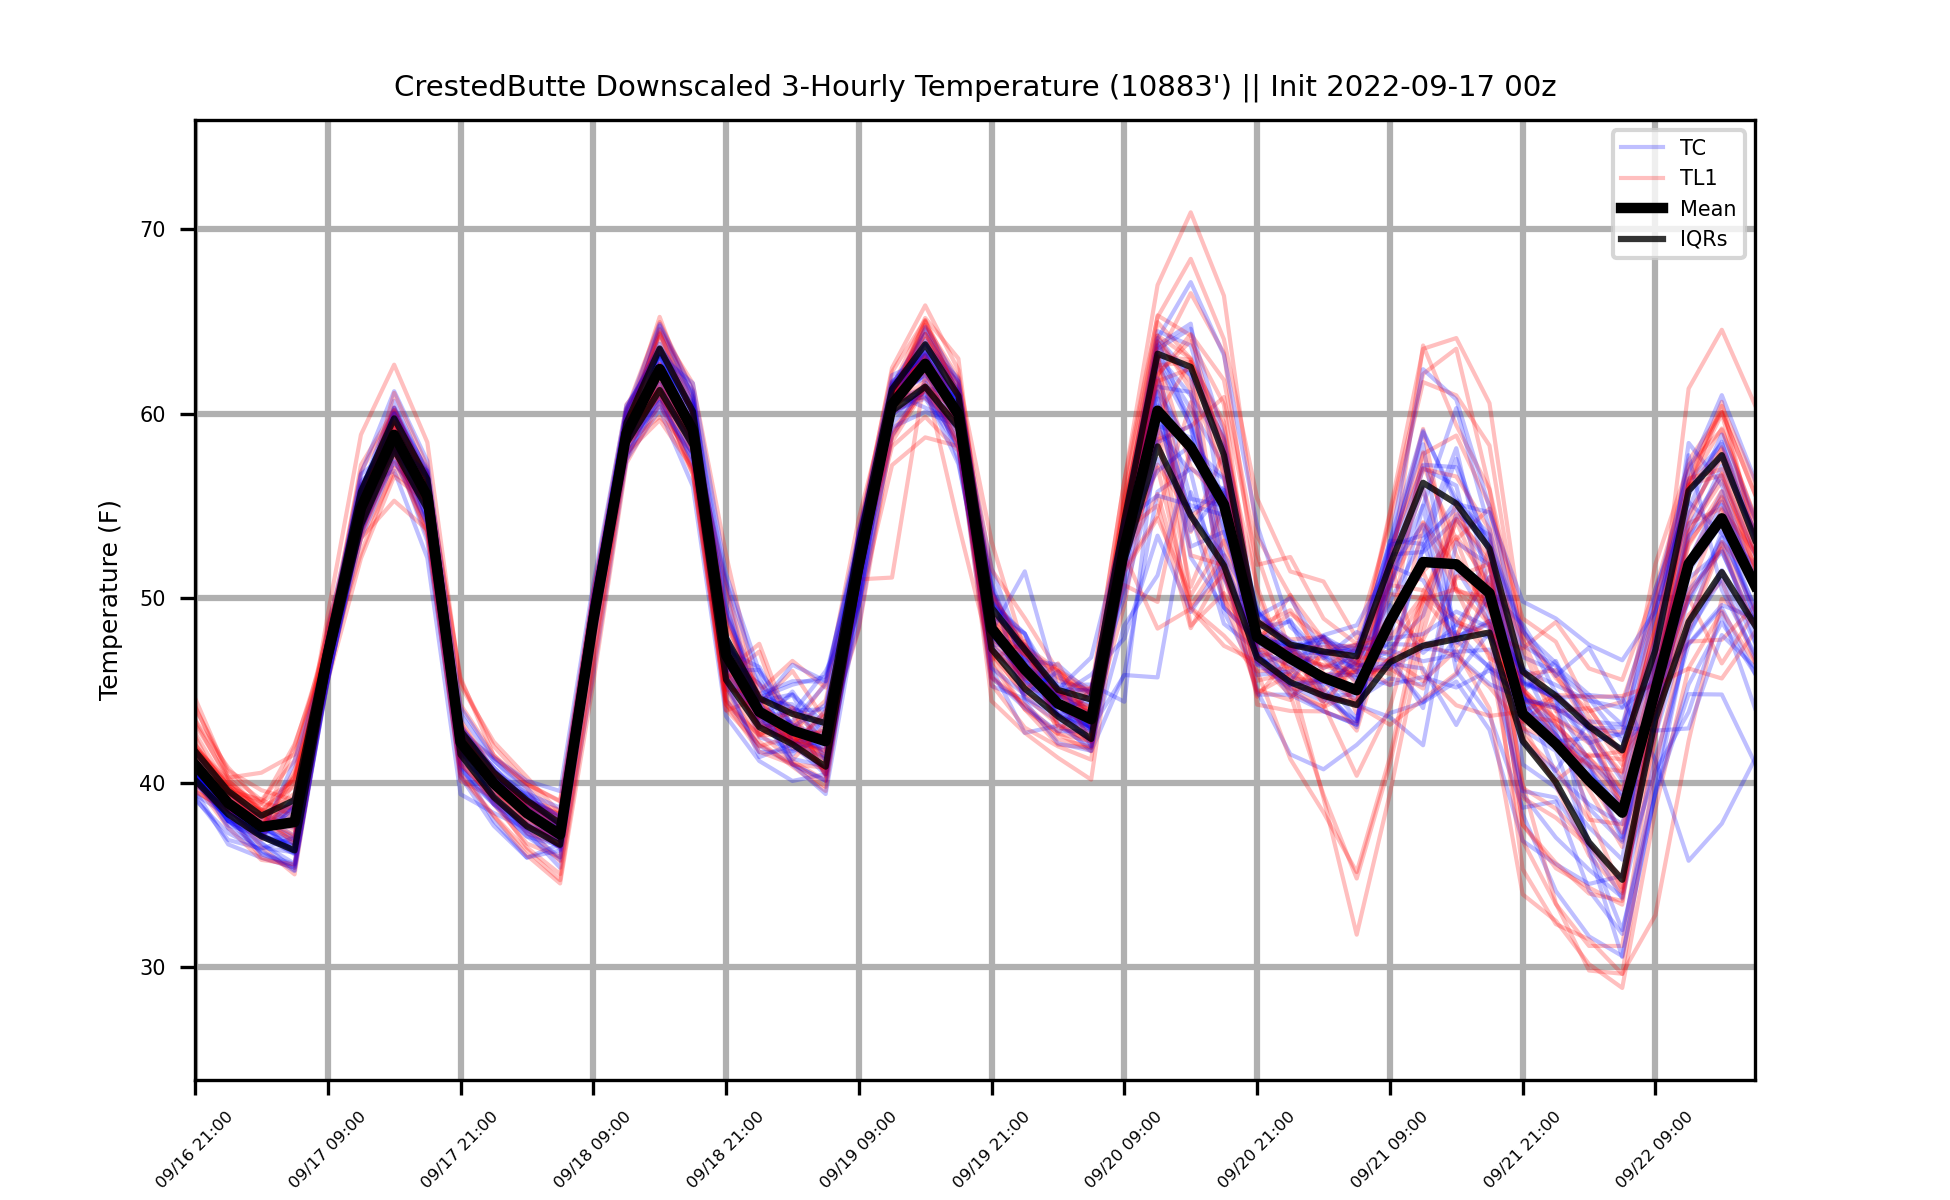 CrestedButte Downscaled 3-Hourly Temperature (10883') || Init 2022-09-17 00z
TC
TL1
Mean
IQRs
Temperature (F)
70
60
50
40
30
09/16 21:00
09/17 09:00
09/17 21:00
09/18 09:00
09/18 21:00
09/19 09:00
09/19 21:00
09/20 09:00
09/20 21:00
09/21 09:00
09/21 21:00
09/22 09:00